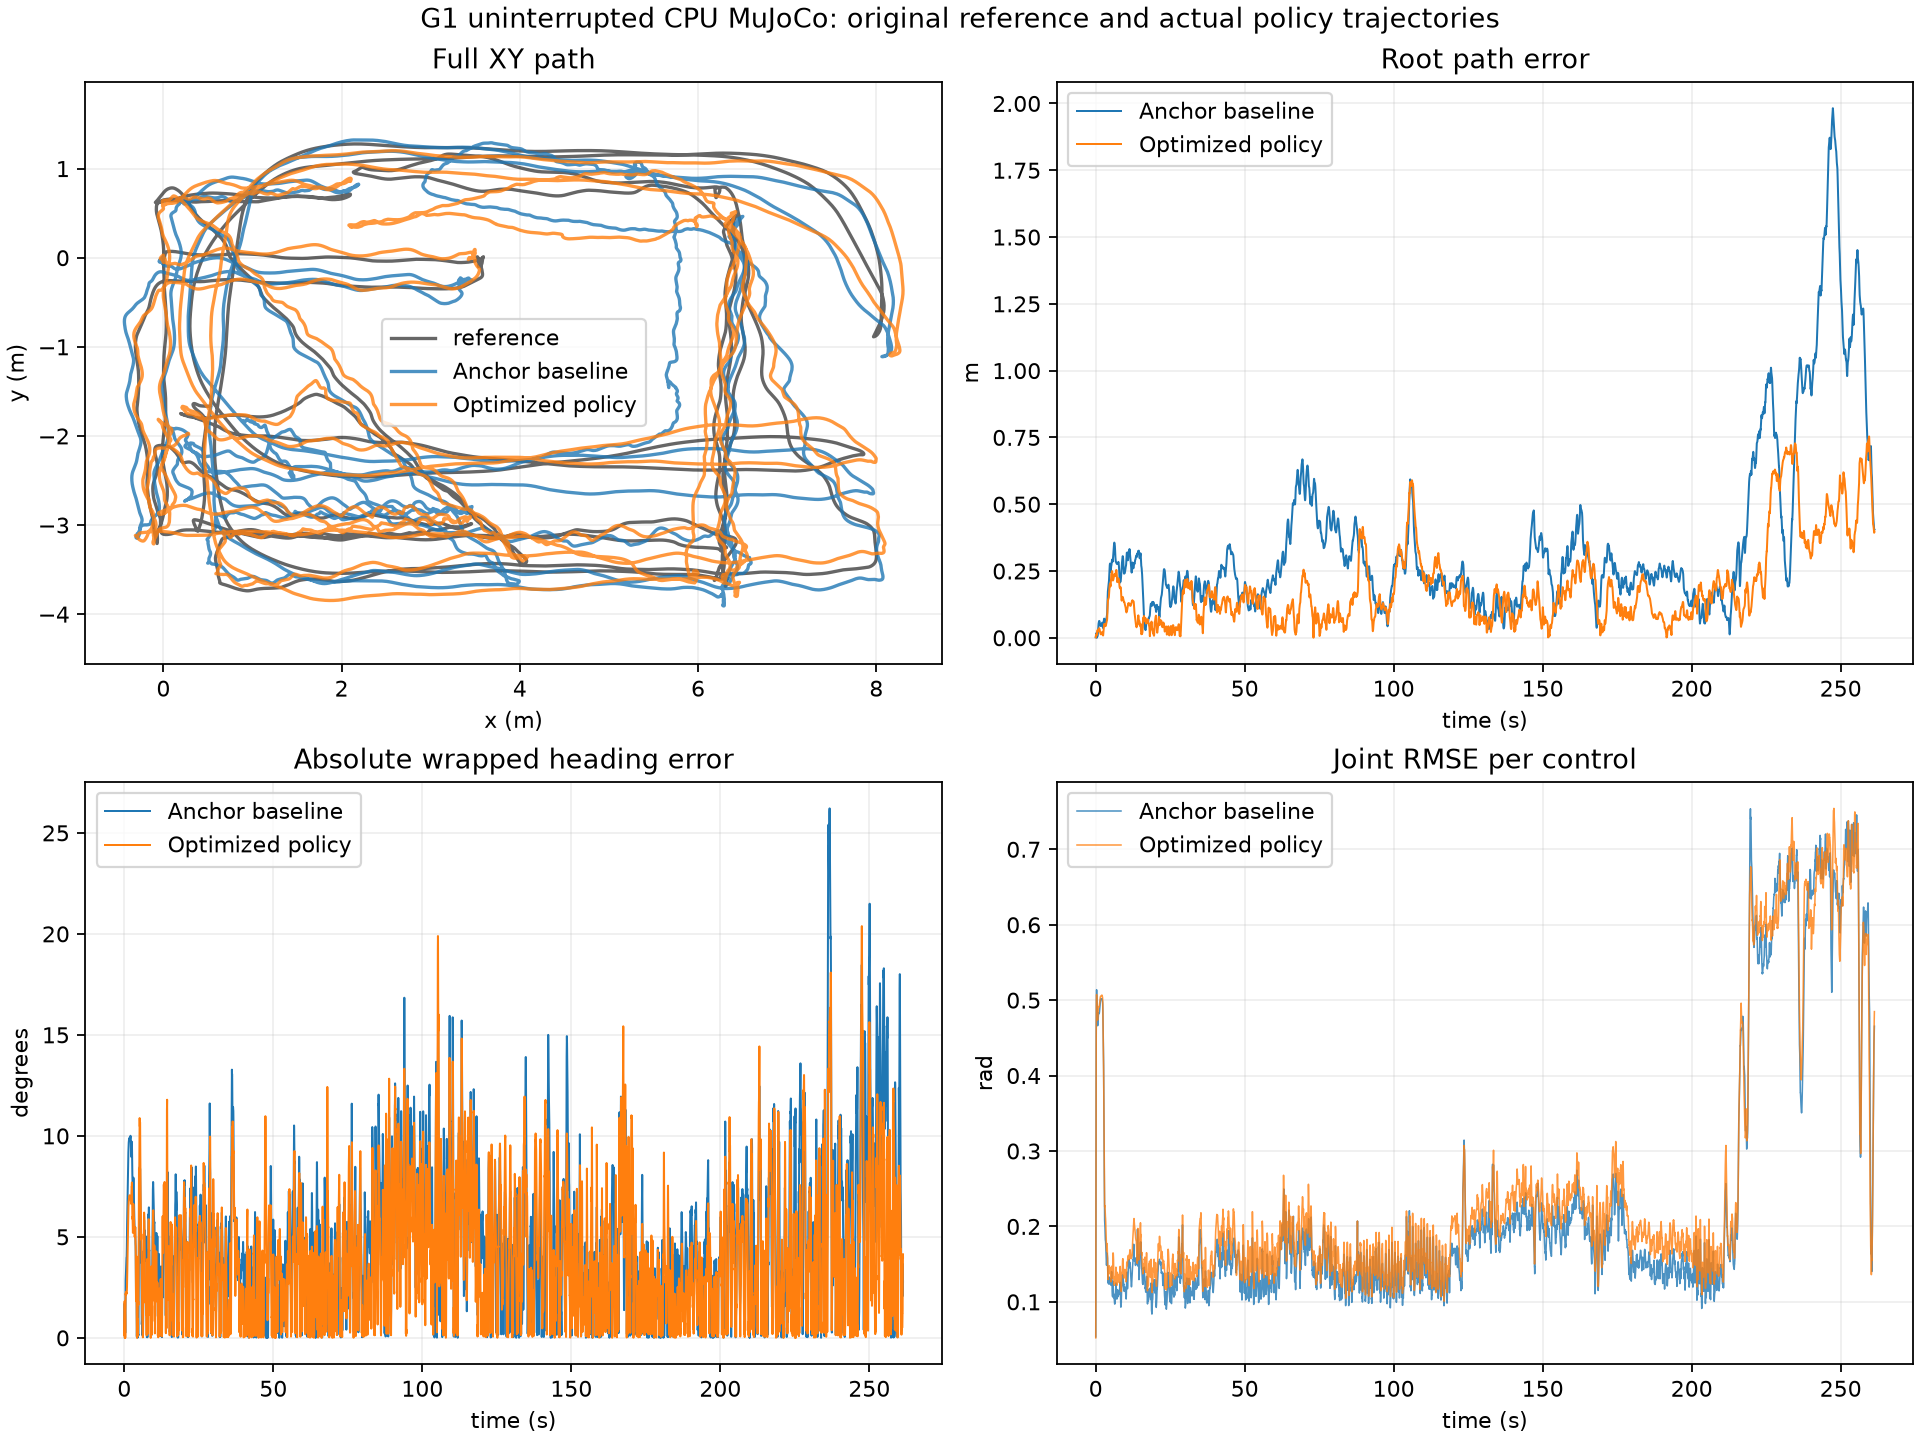 G1 uninterrupted CPU MuJoCo: original reference and actual policy trajectories
Full XY path
1
0
−1
−2
−3
−4
y (m)
reference
Anchor baseline
Optimized policy
0 2 4 6 8
x (m)
Root path error
2.00
1.75
1.50
1.25
1.00
0.75
0.50
0.25
0.00
m
Anchor baseline
Optimized policy
0 50 100 150 200 250
time (s)
Absolute wrapped heading error
25
20
15
10
5
0
degrees
Anchor baseline
Optimized policy
0 50 100 150 200 250
time (s)
Joint RMSE per control
0.7
0.6
0.5
0.4
0.3
0.2
0.1
rad
Anchor baseline
Optimized policy
0 50 100 150 200 250
time (s)